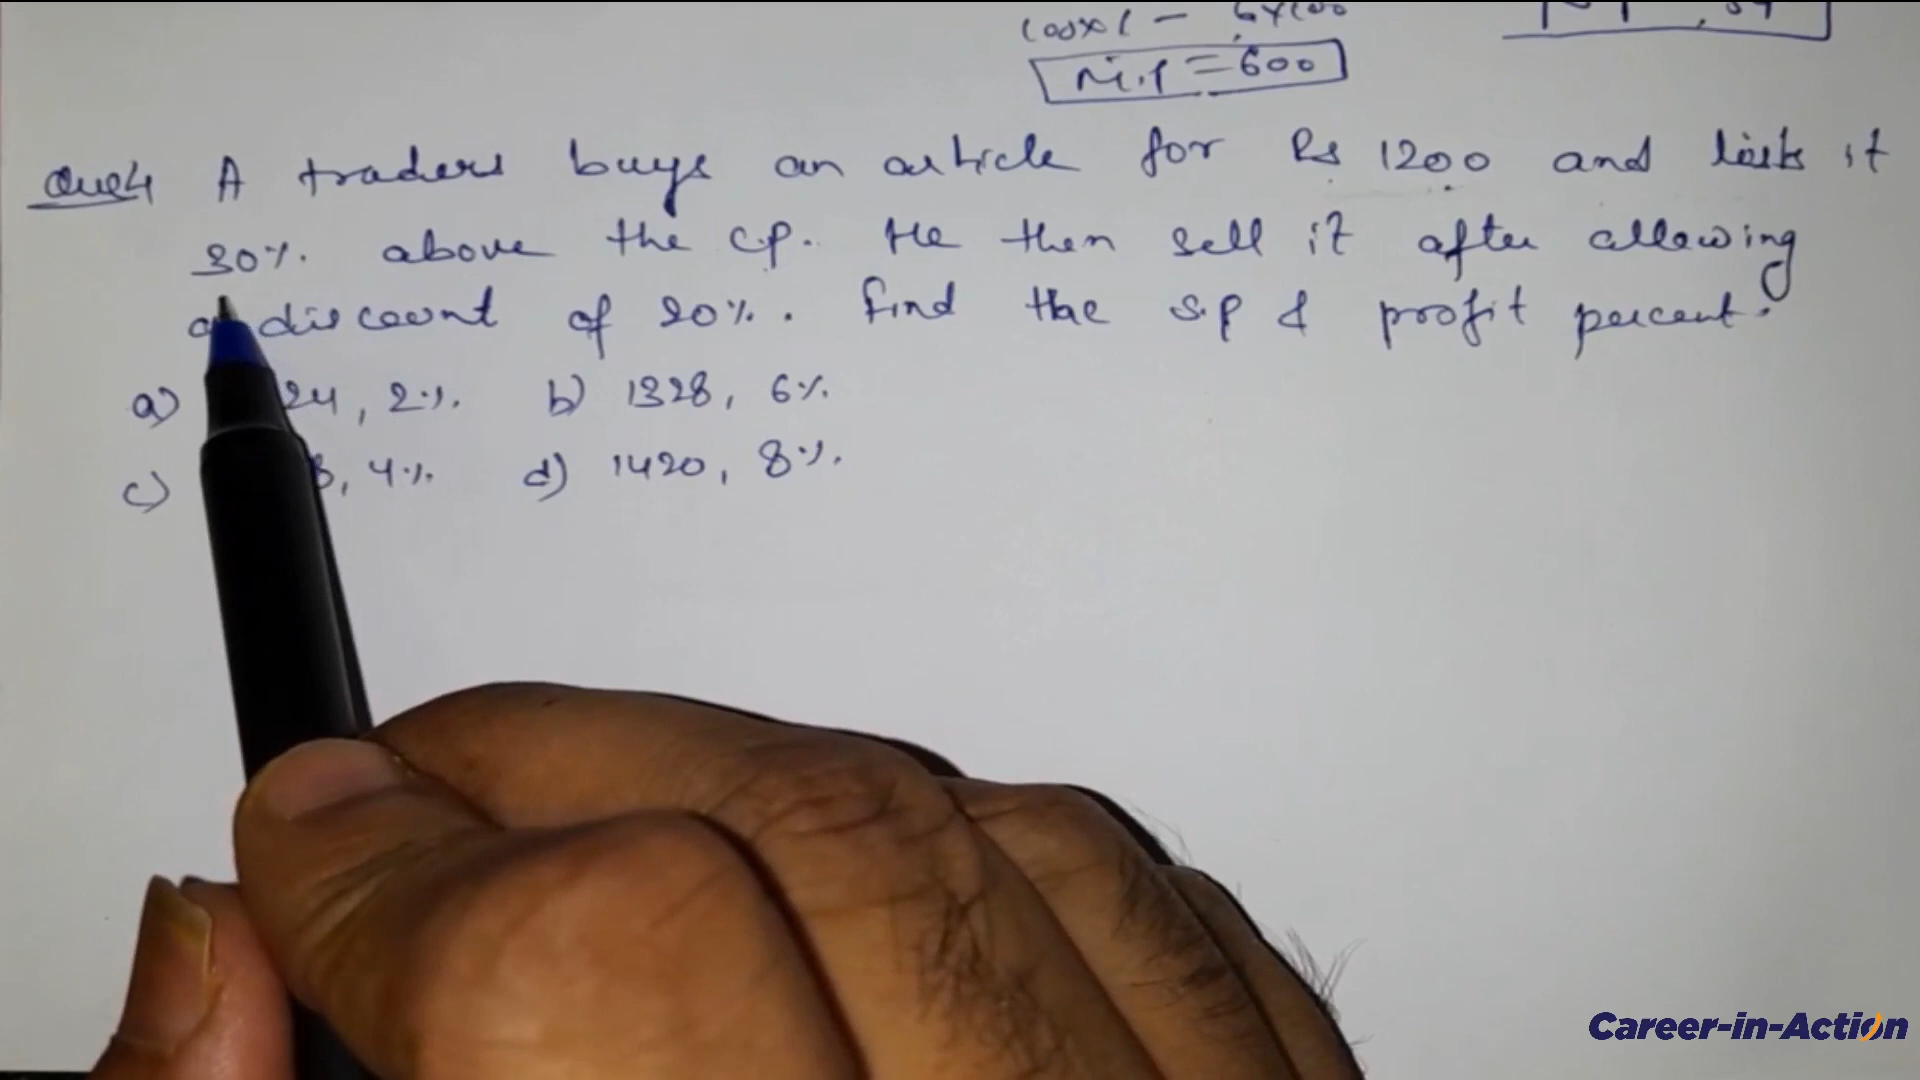 M.P = 600
Que4 A traders buys an article for Rs 1200 and lists it
30% above the C.P. He then sell it after allowing
a discount of 20%. Find the S.P & profit percent.
a) 24, 2% b) 1328, 6%
c) 8, 4% d) 1420, 8%
Career-in-Action